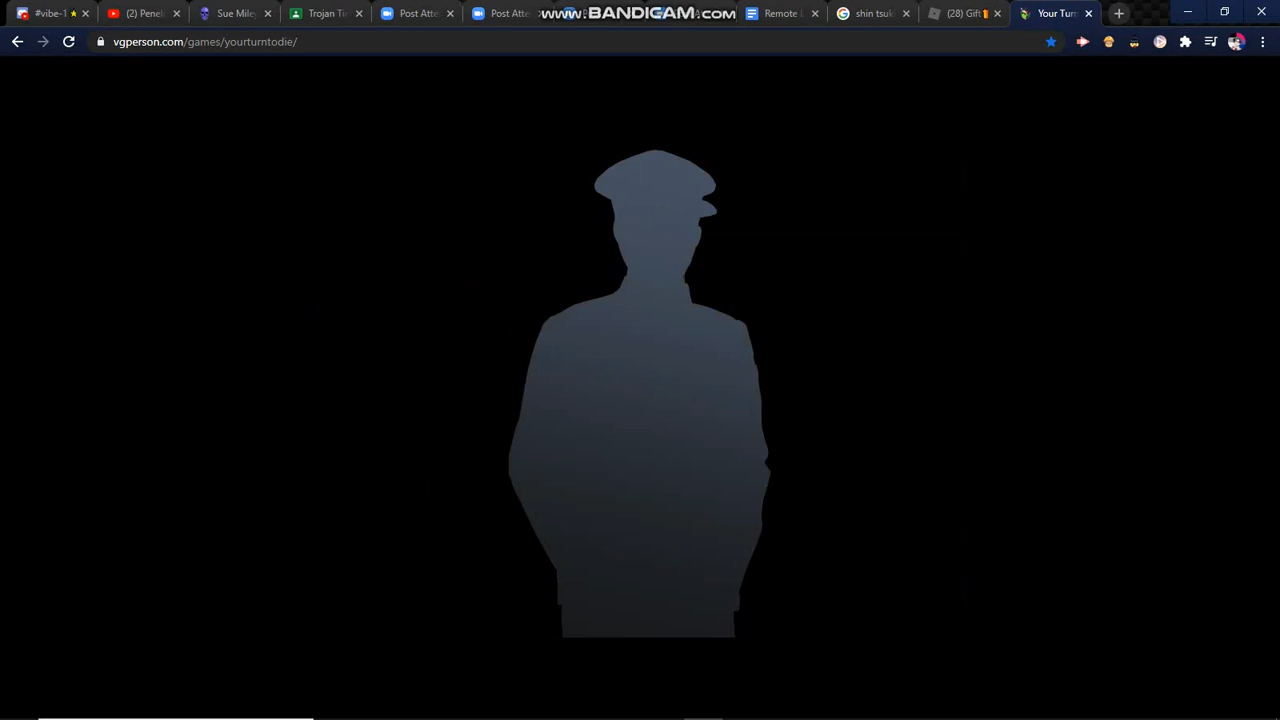 #vibe-1 ★
(2) Penel
Sue Mile
Trojan Ti
Post Atte
Post Atte
WWW.BANDICAM.COM
Remote L
shin tsuk
(28) Gift
Your Turn
vgperson.com/games/yourturntodie/